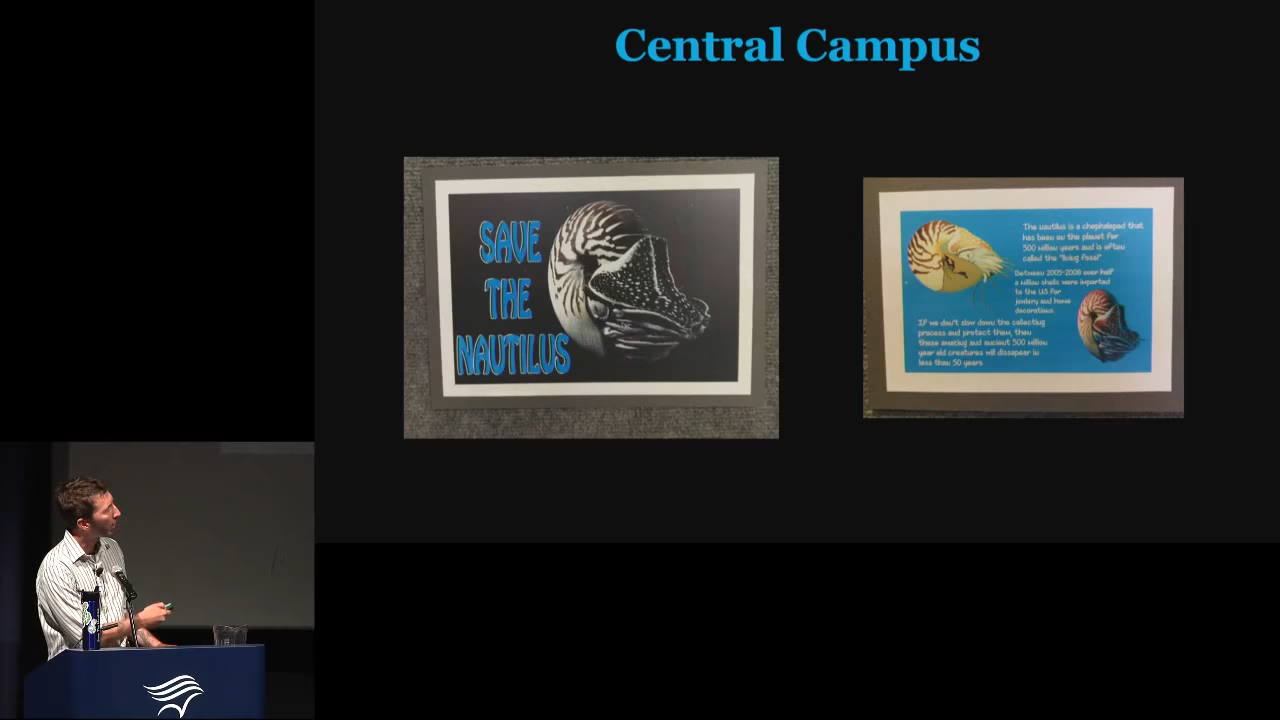 Central Campus
SAVE
THE
NAUTILUS
The nautilus is a chephalopod that
has been on the planet for
500 million years and is often
called the "living fossil"
Between 2005-2008 over half
a million shells were imported
to the US for
jewlery and home
decorations
If we don't slow down the collecting
process and protect them, then
these amazing and ancient 500 million
year old creatures will dissapear in
less than 50 years